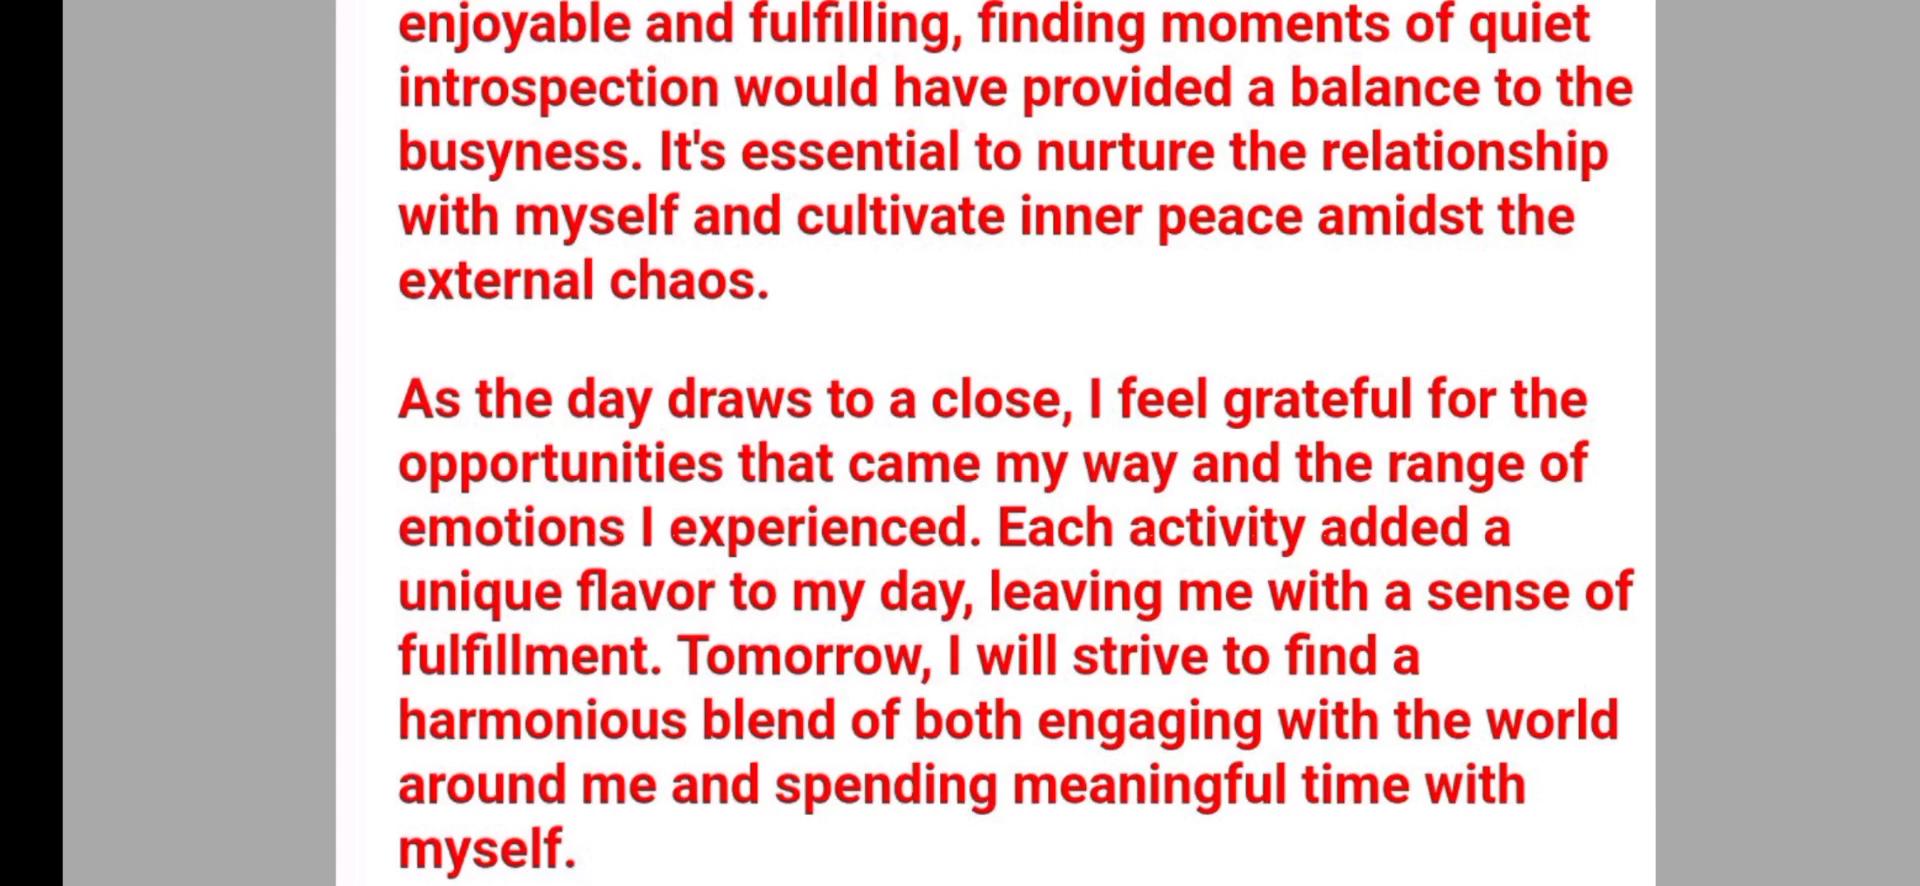 enjoyable and fulfilling, finding moments of quiet
introspection would have provided a balance to the
busyness. It's essential to nurture the relationship
with myself and cultivate inner peace amidst the
external chaos.
As the day draws to a close, I feel grateful for the
opportunities that came my way and the range of
emotions I experienced. Each activity added a
unique flavor to my day, leaving me with a sense of
fulfillment. Tomorrow, I will strive to find a
harmonious blend of both engaging with the world
around me and spending meaningful time with
myself.